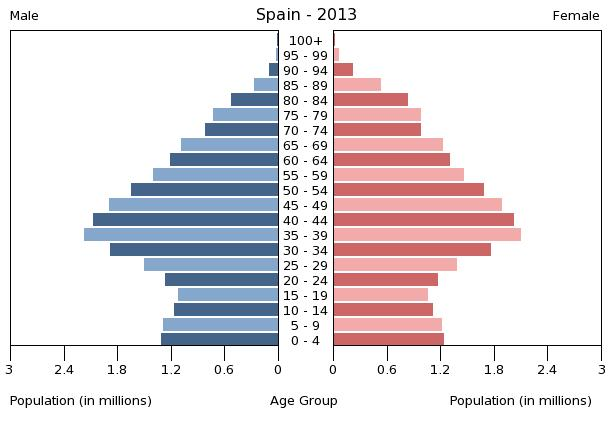 Male Spain - 2013 Female
100+
95 - 99
90 - 94
85 - 89
80 - 84
75 - 79
70 - 74
65 - 69
60 - 64
55 - 59
50 - 54
45 - 49
40 - 44
35 - 39
30 - 34
25 - 29
20 - 24
15 - 19
10 - 14
5 - 9
0 - 4
3 2.4 1.8 1.2 0.6 0 0 0.6 1.2 1.8 2.4 3
Population (in millions) Age Group Population (in millions)